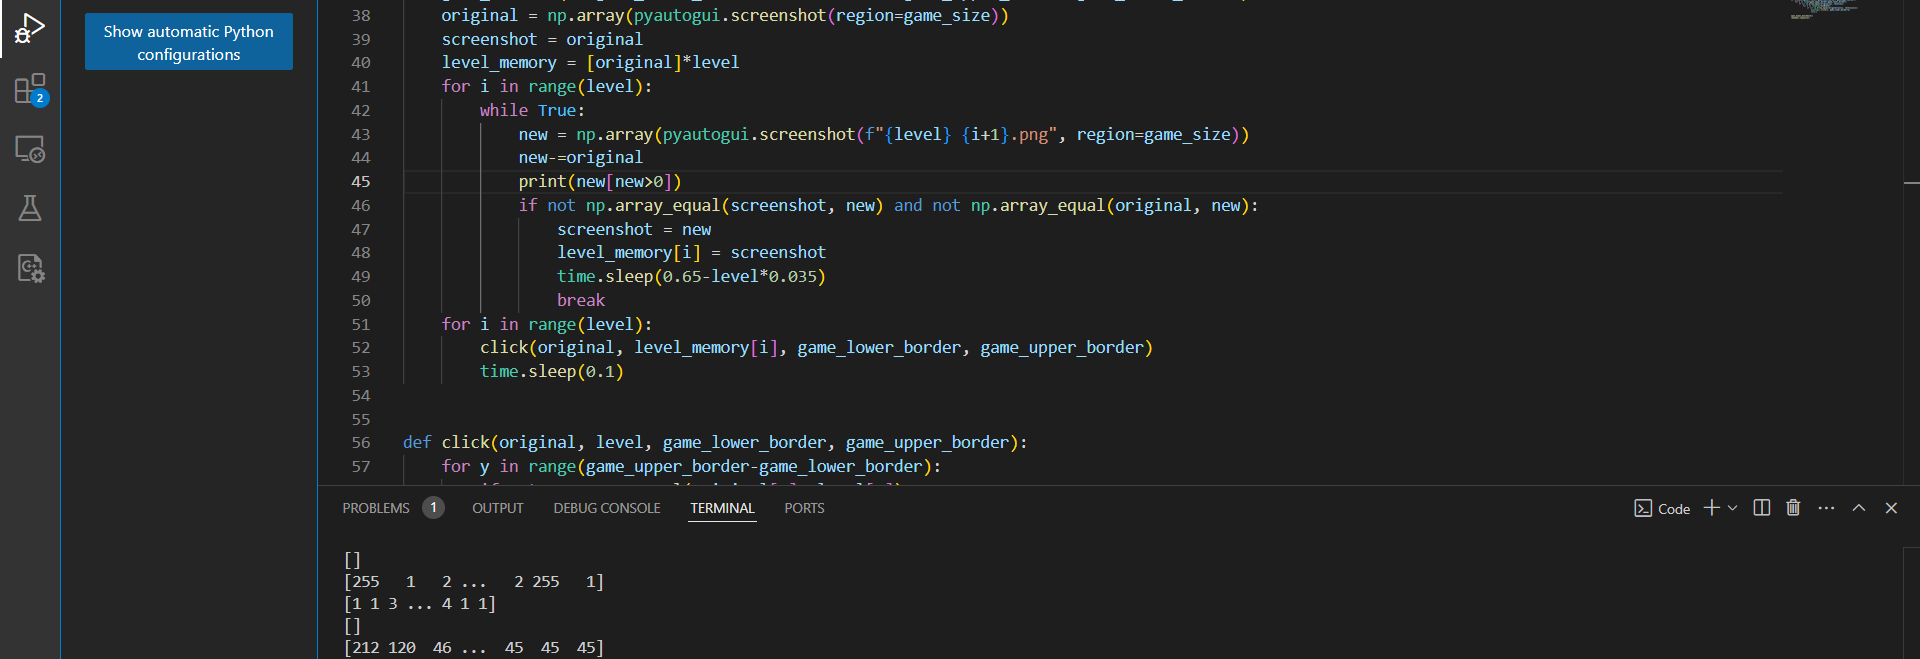 Show automatic Python
configurations
2
38 original = np.array(pyautogui.screenshot(region=game_size))
39 screenshot = original
40 level_memory = [original]*level
41 for i in range(level):
42 while True:
43 new = np.array(pyautogui.screenshot(f"{level} {i+1}.png", region=game_size))
44 new-=original
45 print(new[new>0])
46 if not np.array_equal(screenshot, new) and not np.array_equal(original, new):
47 screenshot = new
48 level_memory[i] = screenshot
49 time.sleep(0.65-level*0.035)
50 break
51 for i in range(level):
52 click(original, level_memory[i], game_lower_border, game_upper_border)
53 time.sleep(0.1)
54
55
56 def click(original, level, game_lower_border, game_upper_border):
57 for y in range(game_upper_border-game_lower_border):
PROBLEMS 1 OUTPUT DEBUG CONSOLE TERMINAL PORTS Code
[]
[255 1 2 ... 2 255 1]
[1 1 3 ... 4 1 1]
[]
[212 120 46 ... 45 45 45]